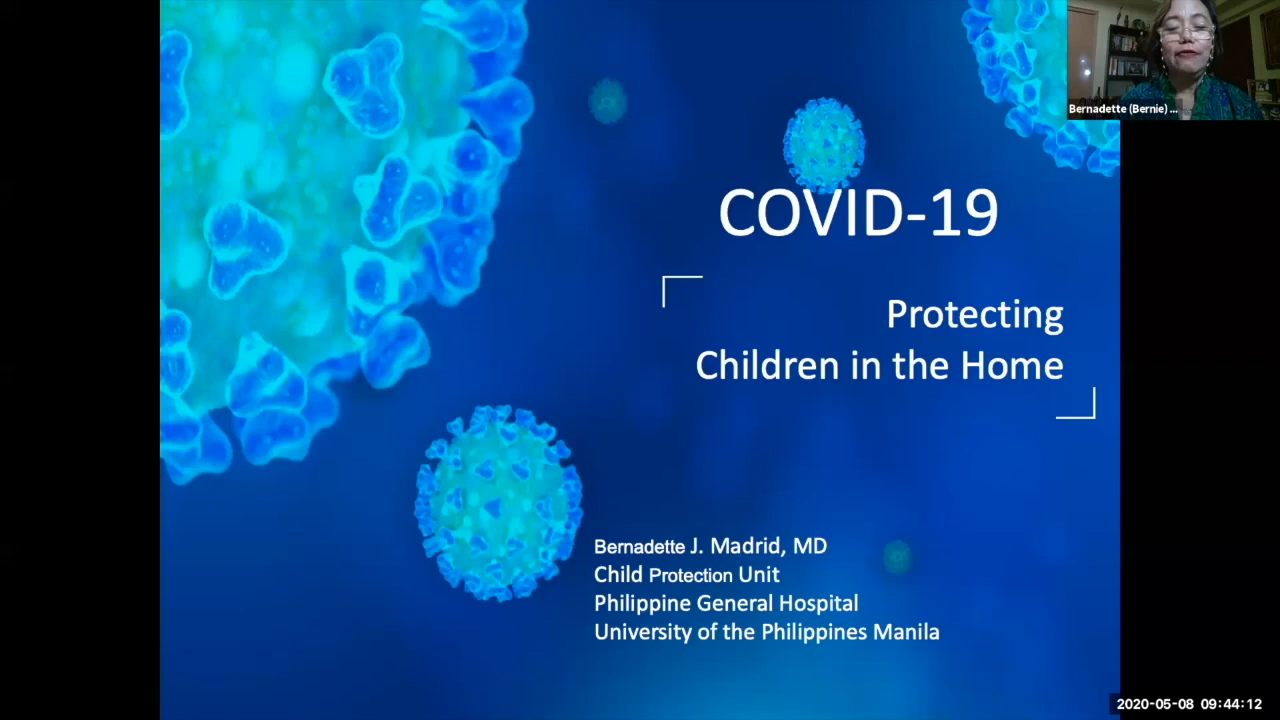 Bernadette (Bernie) ...
COVID-19
Protecting
Children in the Home
Bernadette J. Madrid, MD
Child Protection Unit
Philippine General Hospital
University of the Philippines Manila
2020-05-08 09:44:12